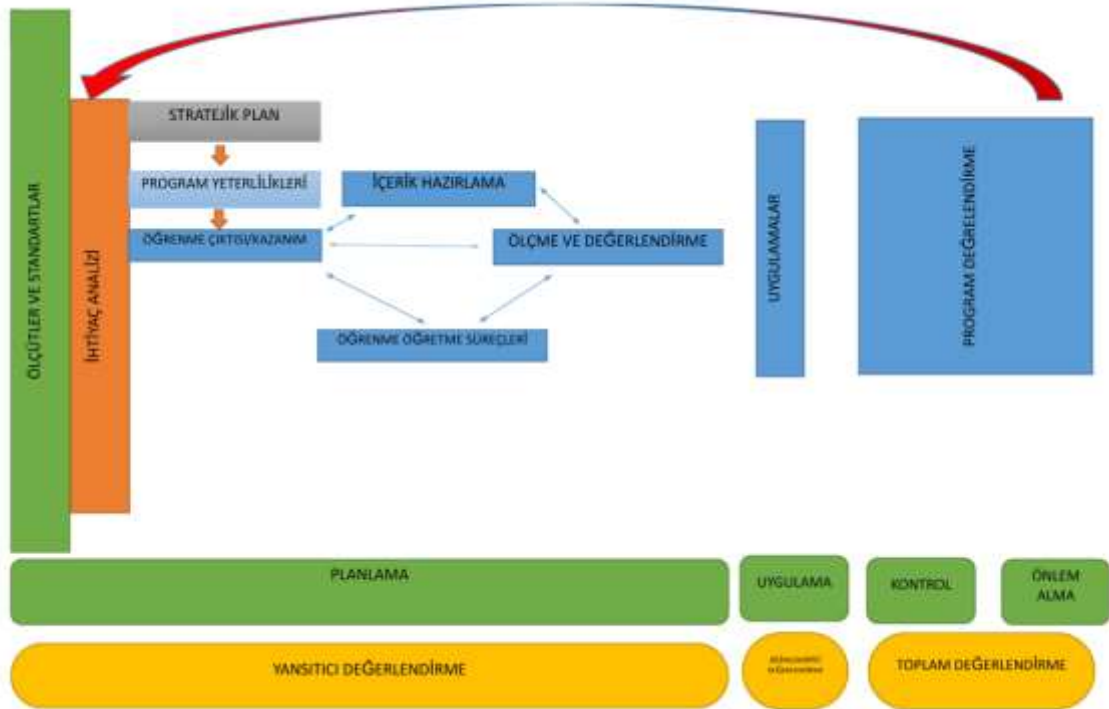 ÖLÇÜTLER VE STANDARTLAR
İHTİYAÇ ANALİZİ
STRATEJİK PLAN
PROGRAM YETERLİLİKLERİ
İÇERİK HAZIRLAMA
ÖĞRENME ÇIKTISI/KAZANIM
ÖLÇME VE DEĞERLENDİRME
ÖĞRENME ÖĞRETME SÜREÇLERİ
UYGULAMALAR
PROGRAM DEĞRELENDİRME
PLANLAMA
UYGULAMA
KONTROL
ÖNLEM
ALMA
YANSITICI DEĞERLENDİRME
DEĞERLENDİRME
TOPLAM DEĞERLENDİRME